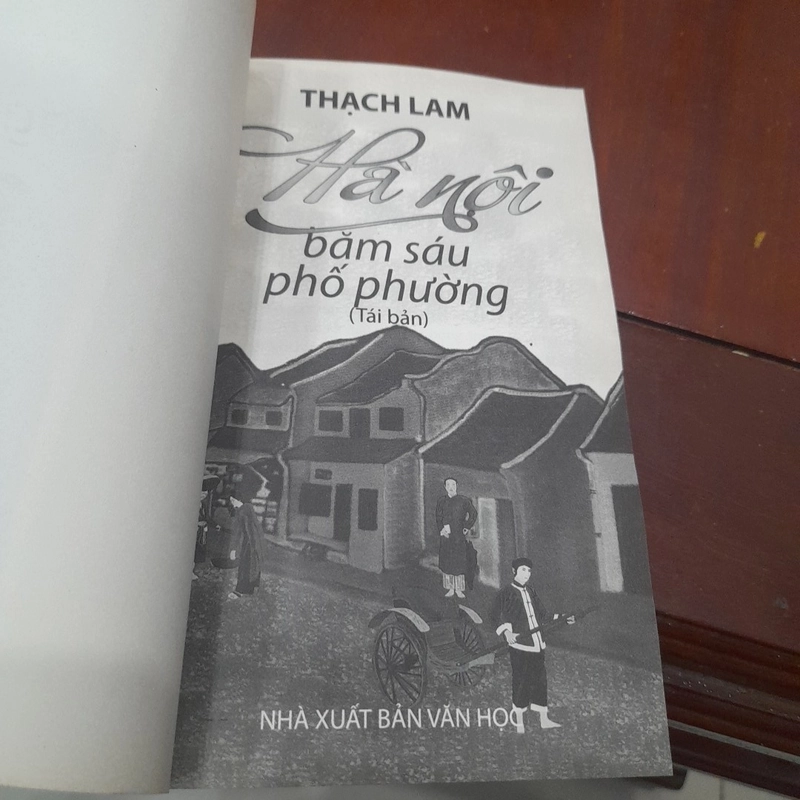 THẠCH LAM
Hà nội
băm sáu
phố phường
(Tái bản)
NHÀ XUẤT BẢN VĂN HỌC